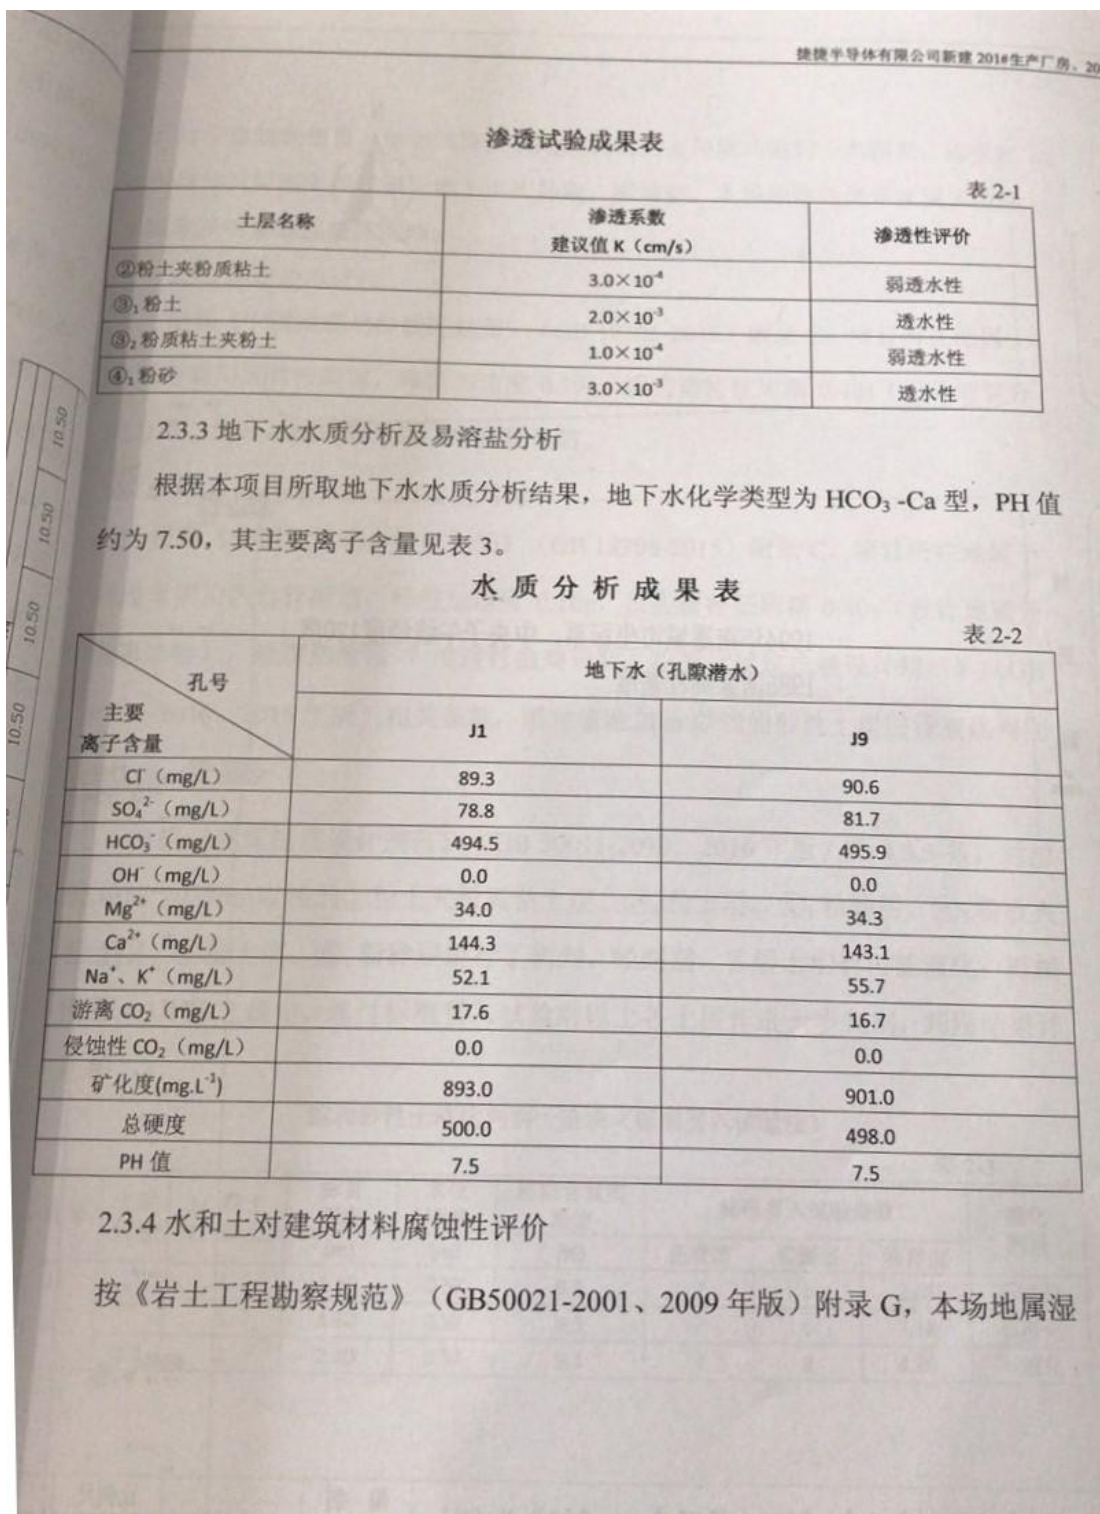 捷捷半导体有限公司新建 201#生产厂房、20
渗透试验成果表
表 2-1
土层名称 渗透系数 建议值 K（cm/s） 渗透性评价
②粉土夹粉质粘土 3.0×10⁻⁴ 弱透水性
③₁粉土 2.0×10⁻³ 透水性
③₂粉质粘土夹粉土 1.0×10⁻⁴ 弱透水性
④₁粉砂 3.0×10⁻³ 透水性
2.3.3 地下水水质分析及易溶盐分析
根据本项目所取地下水水质分析结果，地下水化学类型为 HCO₃ -Ca 型，PH 值
约为 7.50，其主要离子含量见表 3。
水 质 分 析 成 果 表
表 2-2
孔号 地下水（孔隙潜水）
主要
离子含量 J1 J9
Cl⁻（mg/L） 89.3 90.6
SO₄²⁻（mg/L） 78.8 81.7
HCO₃⁻（mg/L） 494.5 495.9
OH⁻（mg/L） 0.0 0.0
Mg²⁺（mg/L） 34.0 34.3
Ca²⁺（mg/L） 144.3 143.1
Na⁺、K⁺（mg/L） 52.1 55.7
游离 CO₂（mg/L） 17.6 16.7
侵蚀性 CO₂（mg/L） 0.0 0.0
矿化度(mg.L⁻¹) 893.0 901.0
总硬度 500.0 498.0
PH 值 7.5 7.5
2.3.4 水和土对建筑材料腐蚀性评价
按《岩土工程勘察规范》（GB50021-2001、2009 年版）附录 G，本场地属湿
10.50
10.50
10.50
10.50